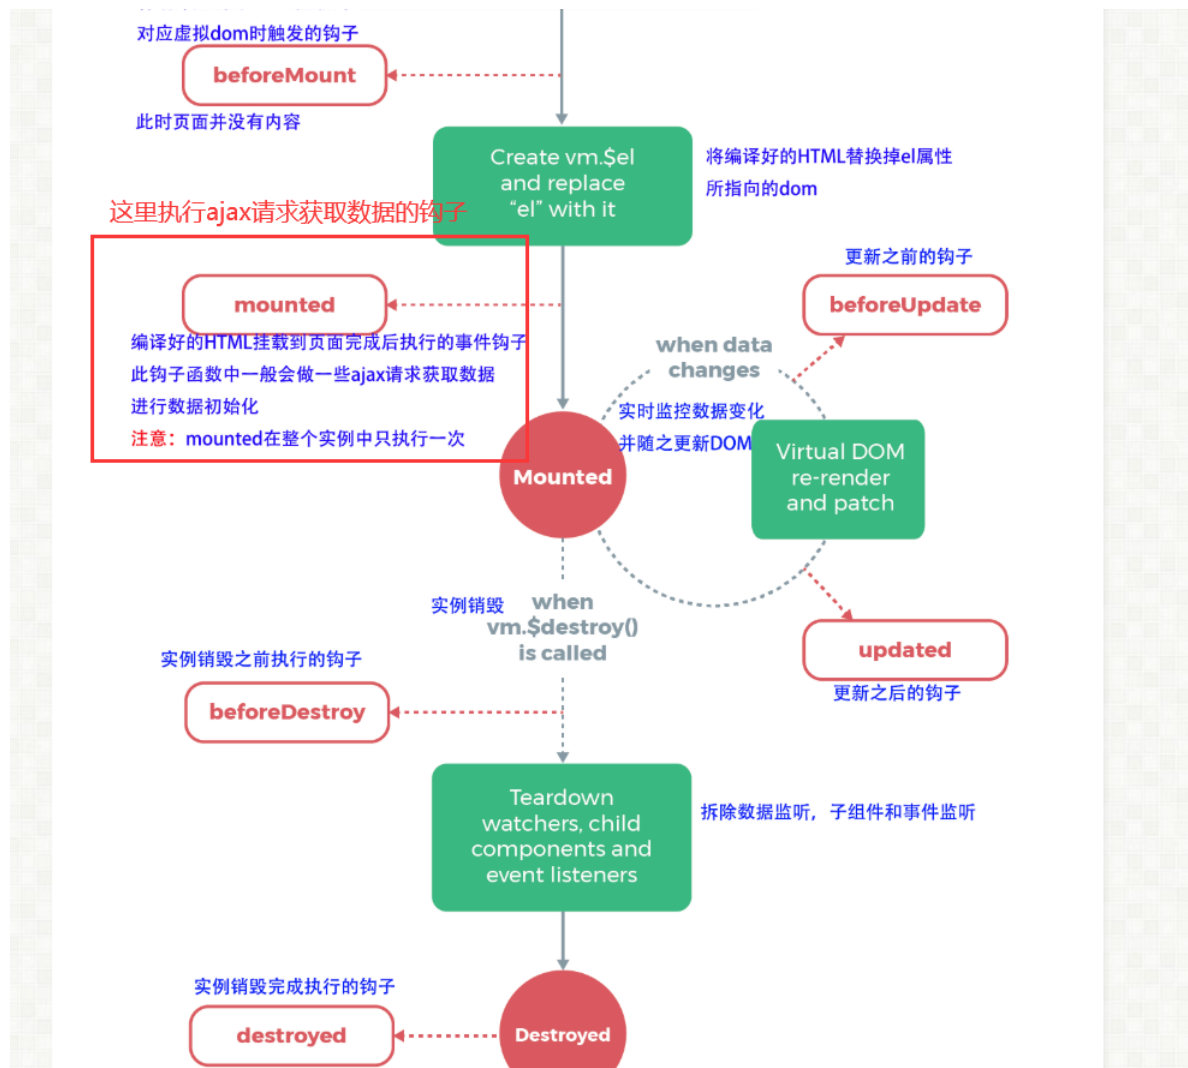 对应虚拟dom时触发的钩子
beforeMount
此时页面并没有内容
Create vm.$el
and replace
“el” with it
将编译好的HTML替换掉el属性
所指向的dom
这里执行ajax请求获取数据的钩子
mounted
编译好的HTML挂载到页面完成后执行的事件钩子
此钩子函数中一般会做一些ajax请求获取数据
进行数据初始化
注意：mounted在整个实例中只执行一次
更新之前的钩子
beforeUpdate
when data
changes
实时监控数据变化
并随之更新DOM
Mounted
Virtual DOM
re-render
and patch
实例销毁
when
vm.$destroy()
is called
updated
更新之后的钩子
实例销毁之前执行的钩子
beforeDestroy
Teardown
watchers, child
components and
event listeners
拆除数据监听，子组件和事件监听
实例销毁完成执行的钩子
destroyed
Destroyed